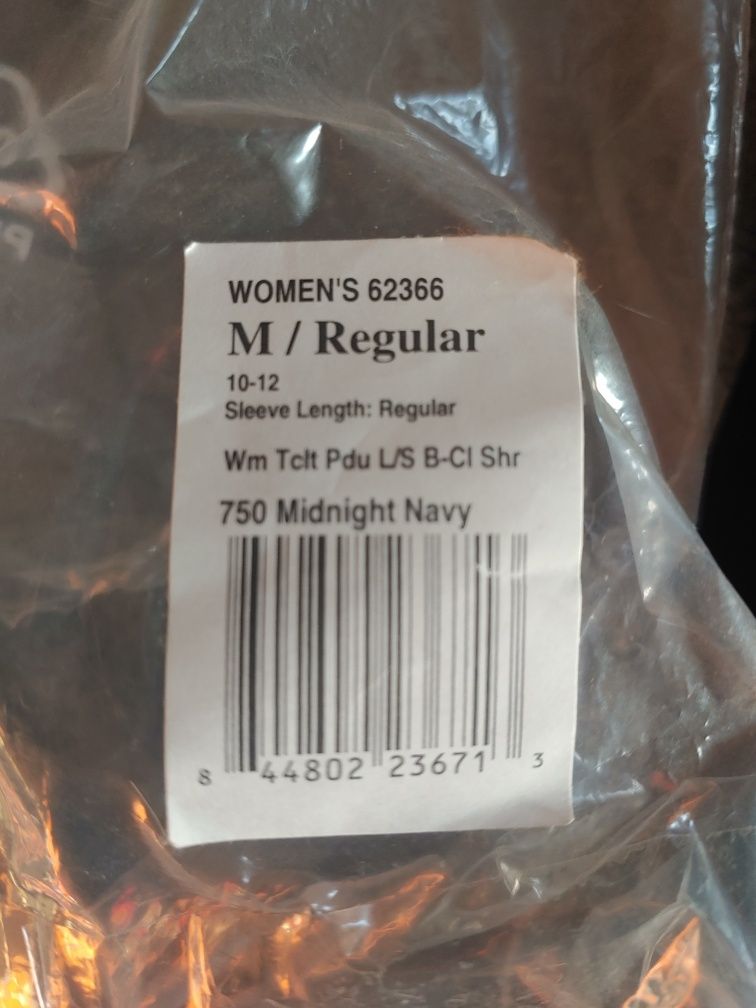 WOMEN'S 62366
M / Regular
10-12
Sleeve Length: Regular
Wm Tclt Pdu L/S B-Cl Shr
750 Midnight Navy
8 44802 23671 3